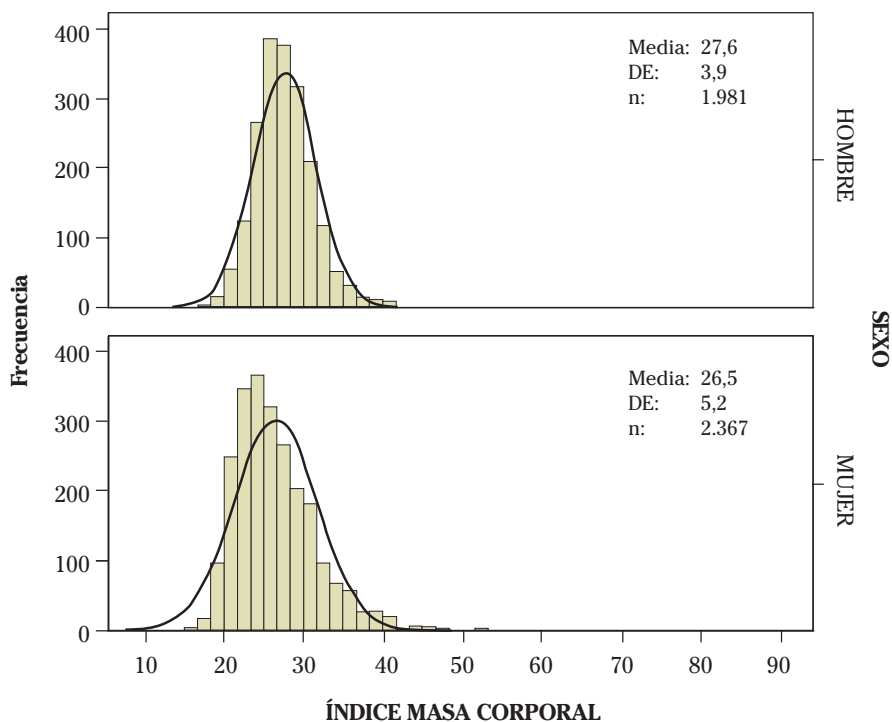 400
300
200
100
0
Media: 27,6
DE: 3,9
n: 1.981
HOMBRE
Frecuencia
SEXO
400
300
200
100
0
Media: 26,5
DE: 5,2
n: 2.367
MUJER
10 20 30 40 50 60 70 80 90
ÍNDICE MASA CORPORAL